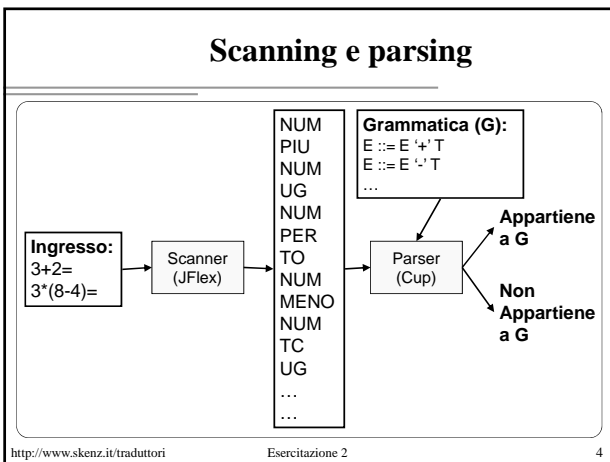 Scanning e parsing
Ingresso:
3+2=
3*(8-4)=
Scanner
(JFlex)
NUM
PIU
NUM
UG
NUM
PER
TO
NUM
MENO
NUM
TC
UG
…
…
Grammatica (G):
E ::= E ‘+’ T
E ::= E ‘-’ T
…
Parser
(Cup)
Appartiene
a G
Non
Appartiene
a G
http://www.skenz.it/traduttori Esercitazione 2 4